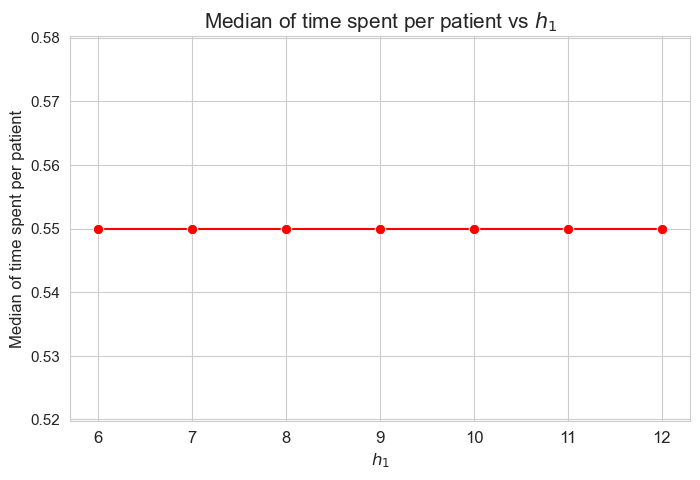 Median of time spent per patient vs h₁
Median of time spent per patient
0.58
0.57
0.56
0.55
0.54
0.53
0.52
6 7 8 9 10 11 12
h₁